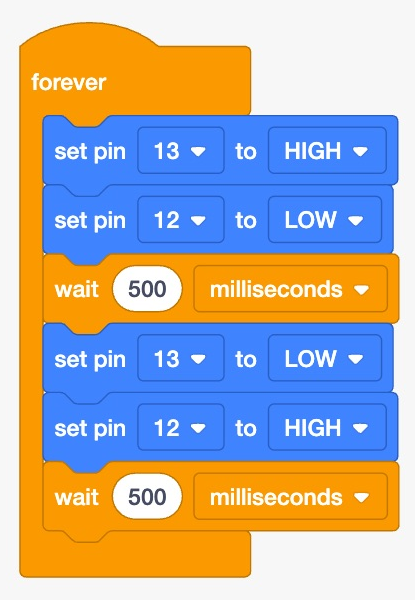 forever
set pin 13 to HIGH
set pin 12 to LOW
wait 500 milliseconds
set pin 13 to LOW
set pin 12 to HIGH
wait 500 milliseconds